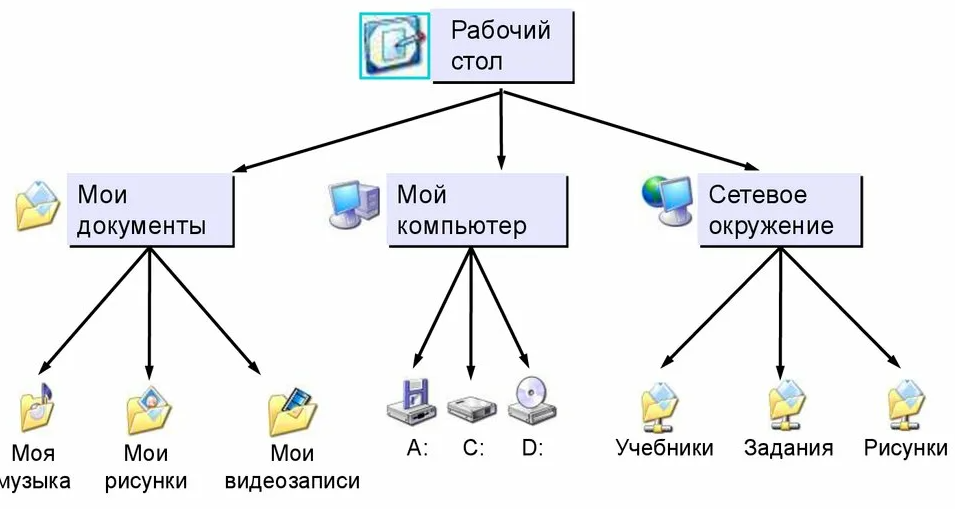 Рабочий
стол
Мои
документы
Мой
компьютер
Сетевое
окружение
Моя
музыка
Мои
рисунки
Мои
видеозаписи
A:
C:
D:
Учебники
Задания
Рисунки